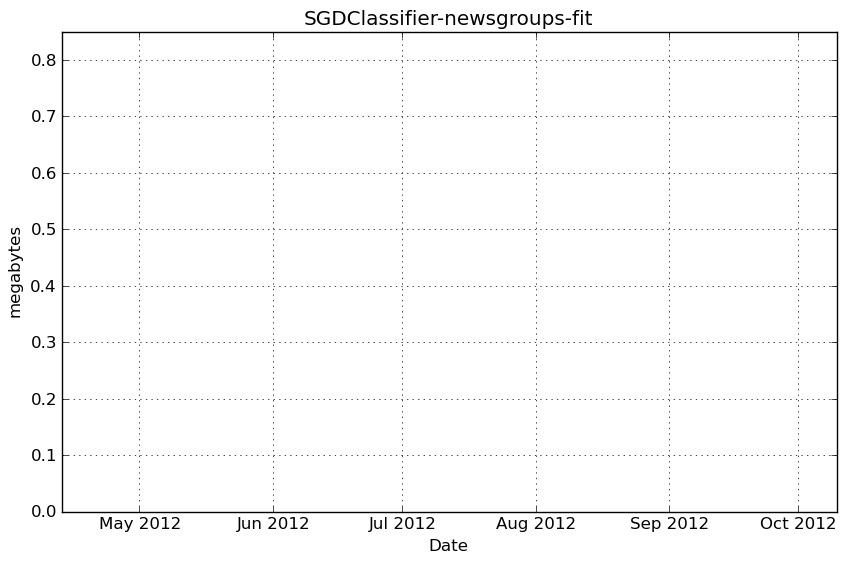 SGDClassifier-newsgroups-fit
0.8
0.7
0.6
0.5
0.4
0.3
0.2
0.1
0.0
megabytes
May 2012 Jun 2012 Jul 2012 Aug 2012 Sep 2012 Oct 2012
Date